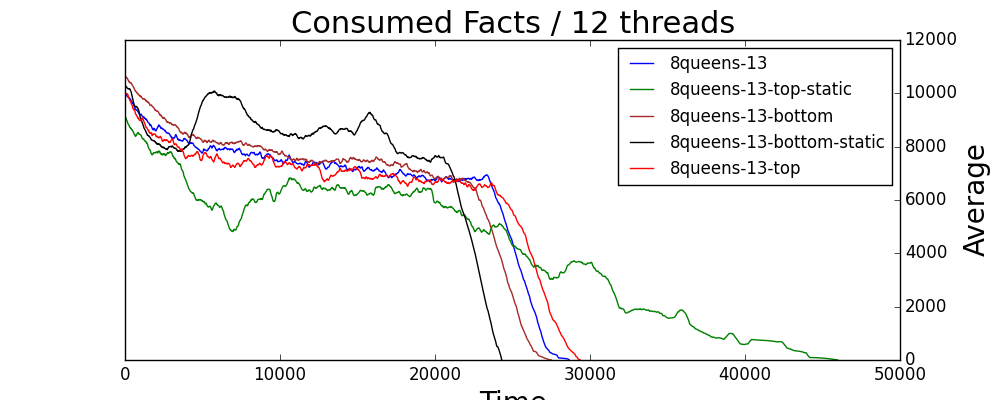 Consumed Facts / 12 threads
8queens-13
8queens-13-top-static
8queens-13-bottom
8queens-13-bottom-static
8queens-13-top
12000
10000
8000
6000
4000
2000
0
Average
0 10000 20000 30000 40000 50000
Time